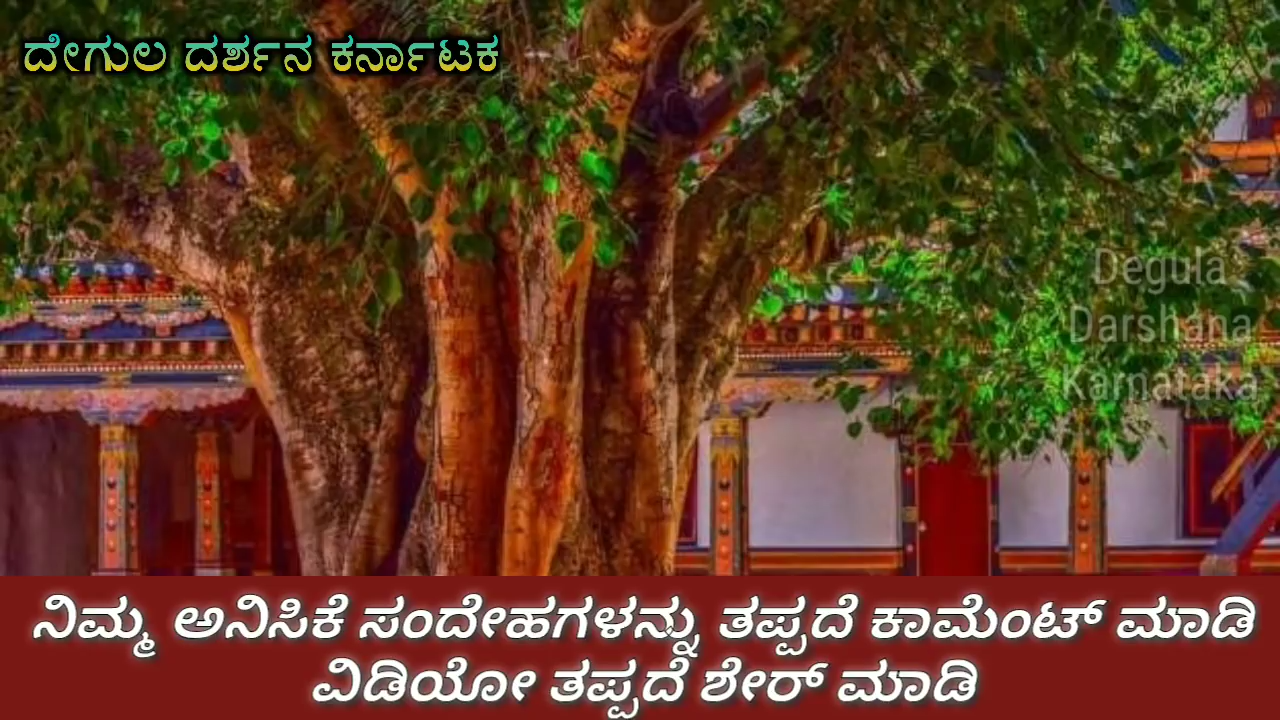 ದೇಗುಲ ದರ್ಶನ ಕರ್ನಾಟಕ
Degula
Darshana
Karnataka
ನಿಮ್ಮ ಅನಿಸಿಕೆ ಸಂದೇಹಗಳನ್ನು ತಪ್ಪದೆ ಕಾಮೆಂಟ್ ಮಾಡಿ
ವಿಡಿಯೋ ತಪ್ಪದೆ ಶೇರ್ ಮಾಡಿ